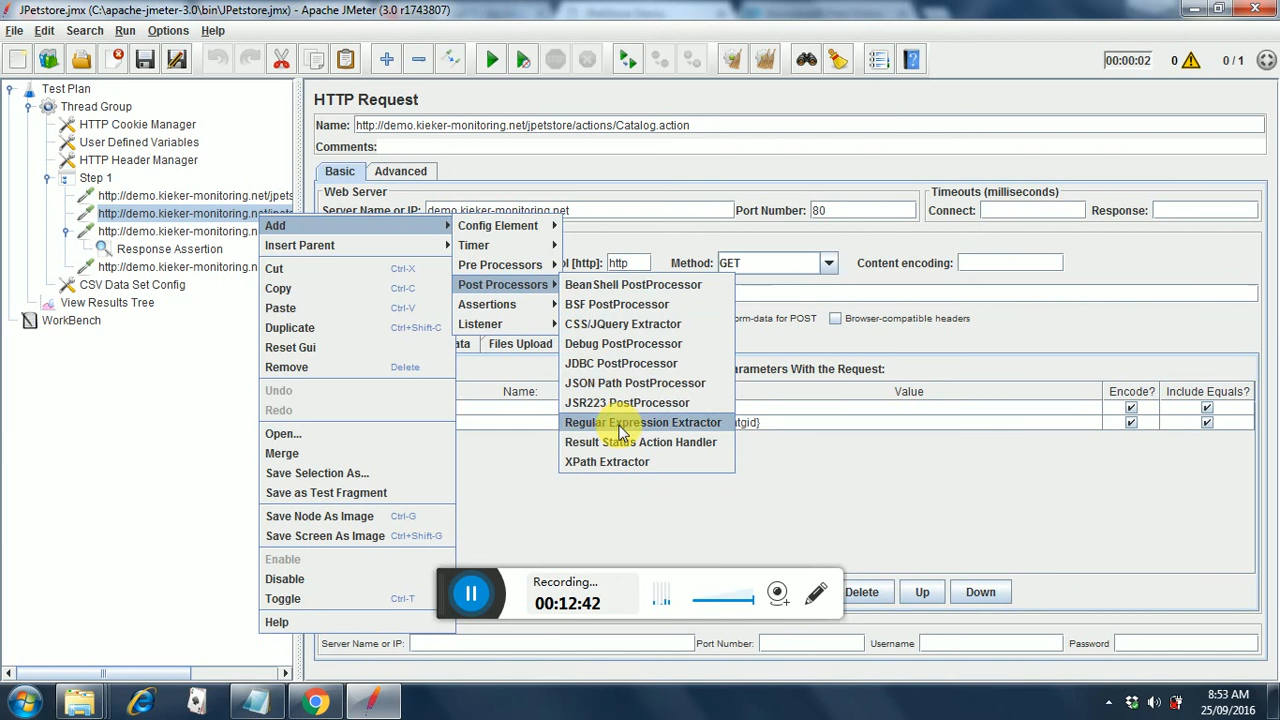 JPetstore.jmx (C:\apache-jmeter-3.0\bin\JPetstore.jmx) - Apache JMeter (3.0 r1743807)
File Edit Search Run Options Help
00:00:02 0 0 / 1
Test Plan
Thread Group
HTTP Cookie Manager
User Defined Variables
HTTP Header Manager
Step 1
http://demo.kieker-monitoring.net/jpets
http://demo.kieker-monitoring.net/jpets
http://demo.kieker-monitoring.n
Response Assertion
http://demo.kieker-monitoring.n
CSV Data Set Config
View Results Tree
WorkBench
HTTP Request
Name: http://demo.kieker-monitoring.net/jpetstore/actions/Catalog.action
Comments:
Basic Advanced
Web Server Timeouts (milliseconds)
Server Name or IP: demo.kieker-monitoring.net Port Number: 80 Connect: Response:
ol [http]: http Method: GET Content encoding:
rm-data for POST Browser-compatible headers
ata Files Upload
Parameters With the Request:
Name: Value Encode? Include Equals?
tgid}
Delete Up Down
Server Name or IP: Port Number: Username Password
Add
Insert Parent
Cut Ctrl-X
Copy Ctrl-C
Paste Ctrl-V
Duplicate Ctrl+Shift-C
Reset Gui
Remove Delete
Undo
Redo
Open...
Merge
Save Selection As...
Save as Test Fragment
Save Node As Image Ctrl-G
Save Screen As Image Ctrl+Shift-G
Enable
Disable
Toggle Ctrl-T
Help
Config Element
Timer
Pre Processors
Post Processors
Assertions
Listener
BeanShell PostProcessor
BSF PostProcessor
CSS/JQuery Extractor
Debug PostProcessor
JDBC PostProcessor
JSON Path PostProcessor
JSR223 PostProcessor
Regular Expression Extractor
Result Status Action Handler
XPath Extractor
Recording...
00:12:42
8:53 AM
25/09/2016